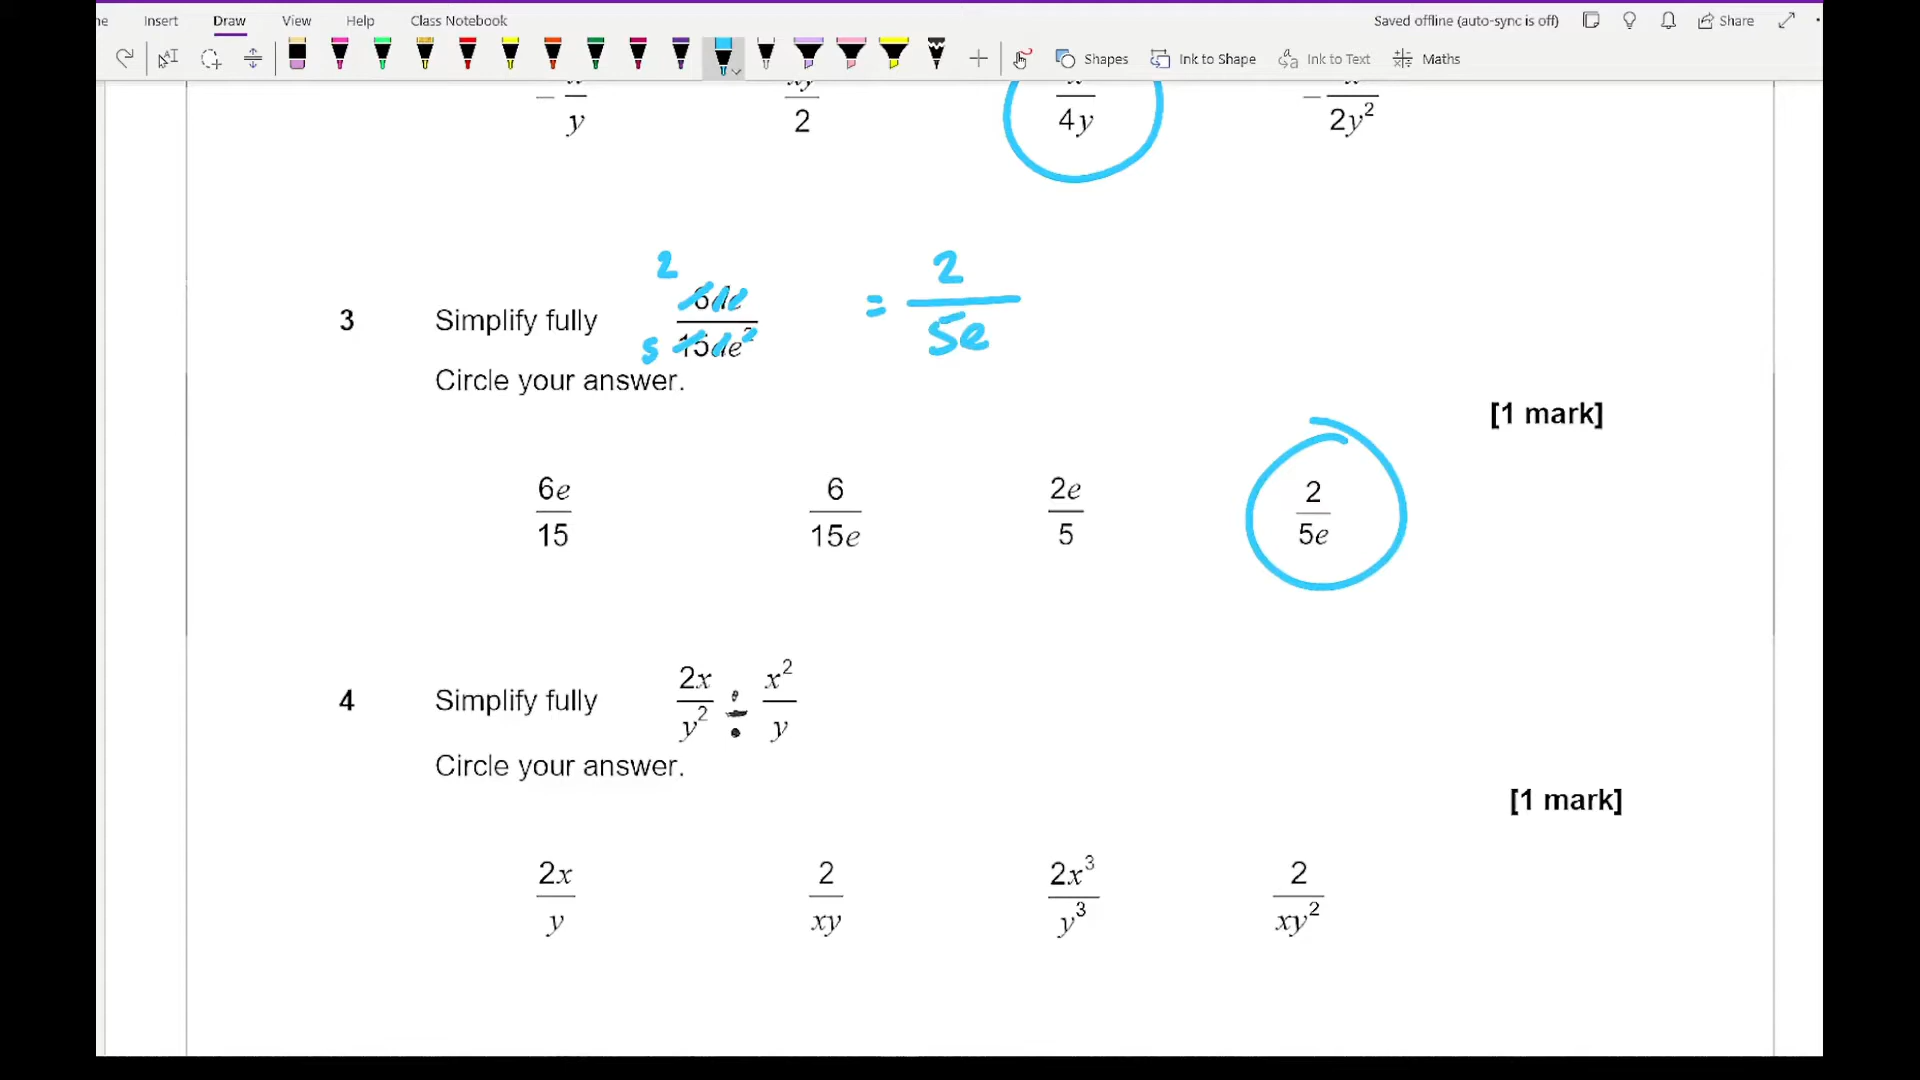 Insert Draw View Help Class Notebook Saved offline (auto-sync is off) Share
Shapes Ink to Shape Ink to Text Maths
− x/y xy/2 x/4y − x/2y²
3 Simplify fully 6de/15de² 2 5 = 2/5e
Circle your answer.
[1 mark]
6e/15 6/15e 2e/5 2/5e
4 Simplify fully 2x/y² ÷ x²/y
Circle your answer.
[1 mark]
2x/y 2/xy 2x³/y³ 2/xy²